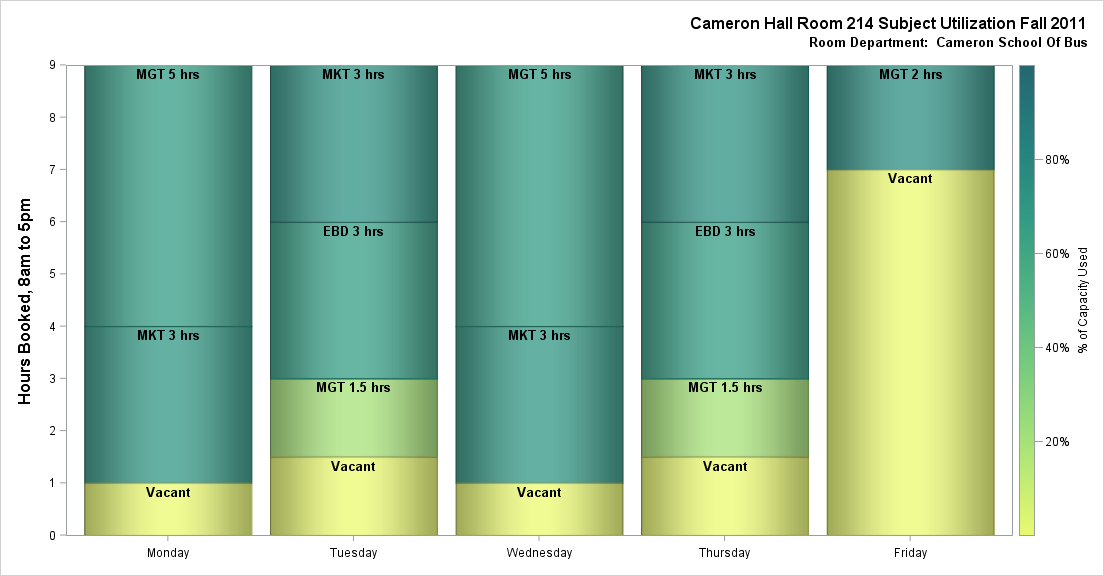 Cameron Hall Room 214 Subject Utilization Fall 2011
Room Department:  Cameron School Of Bus
Hours Booked, 8am to 5pm
9
8
7
6
5
4
3
2
1
0
MGT 5 hrs
MKT 3 hrs
Vacant
MKT 3 hrs
EBD 3 hrs
MGT 1.5 hrs
Vacant
MGT 5 hrs
MKT 3 hrs
Vacant
MKT 3 hrs
EBD 3 hrs
MGT 1.5 hrs
Vacant
MGT 2 hrs
Vacant
Monday
Tuesday
Wednesday
Thursday
Friday
80%
60%
40%
20%
% of Capacity Used